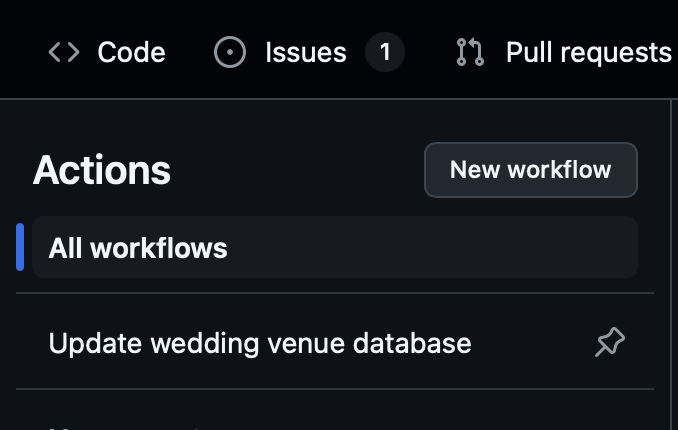 Code Issues 1 Pull requests
Actions New workflow
All workflows
Update wedding venue database